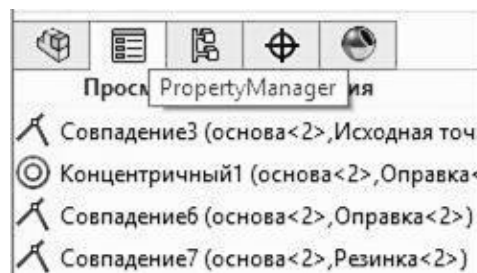 Просм PropertyManager ия
Совпадение3 (основа<2>,Исходная точ
Концентричный1 (основа<2>,Оправка<
Совпадение6 (основа<2>,Оправка<2>)
Совпадение7 (основа<2>,Резинка<2>)